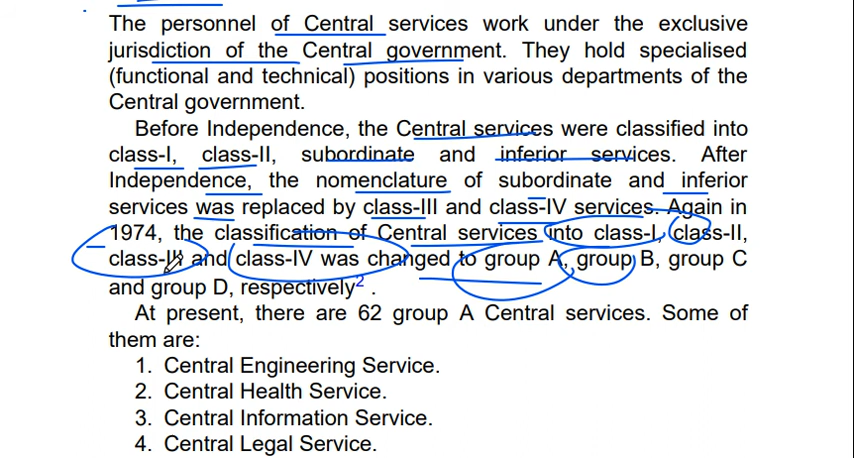 The personnel of Central services work under the exclusive
jurisdiction of the Central government. They hold specialised
(functional and technical) positions in various departments of the
Central government.
Before Independence, the Central services were classified into
class-I, class-II, subordinate and inferior services. After
Independence, the nomenclature of subordinate and inferior
services was replaced by class-III and class-IV services. Again in
1974, the classification of Central services into class-I, class-II,
class-III and class-IV was changed to group A, group B, group C
and group D, respectively2 .
At present, there are 62 group A Central services. Some of
them are:
1. Central Engineering Service.
2. Central Health Service.
3. Central Information Service.
4. Central Legal Service.